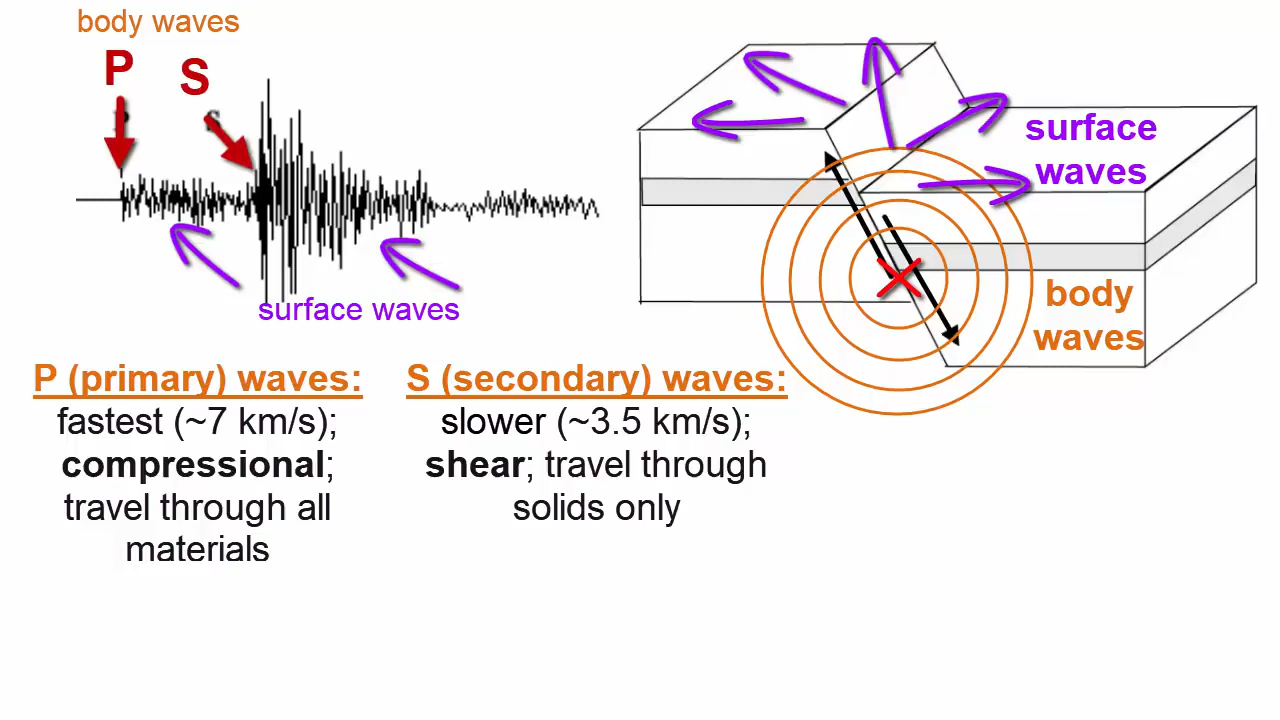 body waves
P
S
S
surface waves
surface
waves
body
waves
P (primary) waves:
fastest (~7 km/s);
compressional;
travel through all
materials
S (secondary) waves:
slower (~3.5 km/s);
shear; travel through
solids only